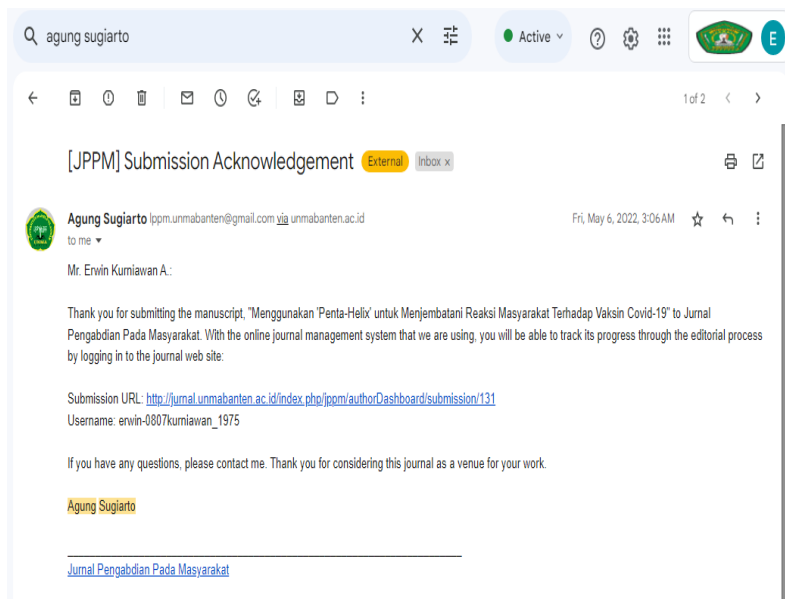 agung sugiarto
Active
E
1 of 2
[JPPM] Submission Acknowledgement External Inbox x
Agung Sugiarto lppm.unmabanten@gmail.com via unmabanten.ac.id Fri, May 6, 2022, 3:06 AM
to me
Mr. Erwin Kurniawan A.:
Thank you for submitting the manuscript, "Menggunakan 'Penta-Helix' untuk Menjembatani Reaksi Masyarakat Terhadap Vaksin Covid-19" to Jurnal
Pengabdian Pada Masyarakat. With the online journal management system that we are using, you will be able to track its progress through the editorial process
by logging in to the journal web site:
Submission URL: http://jurnal.unmabanten.ac.id/index.php/jppm/authorDashboard/submission/131
Username: erwin-0807kurniawan_1975
If you have any questions, please contact me. Thank you for considering this journal as a venue for your work.
Agung Sugiarto
Jurnal Pengabdian Pada Masyarakat